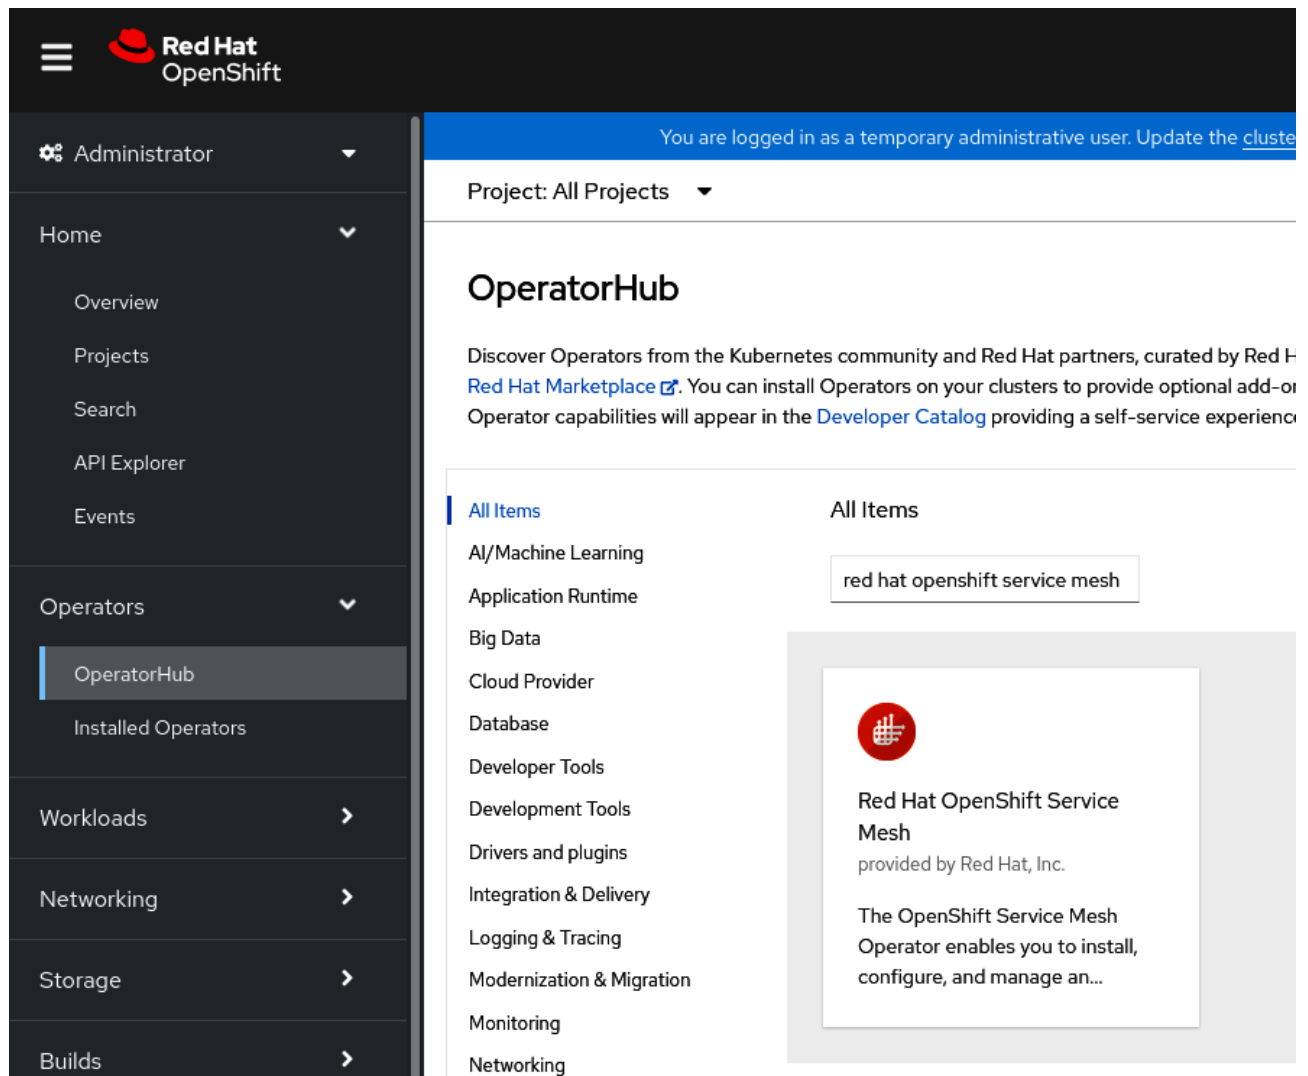 Red Hat
OpenShift
Administrator
Home
Overview
Projects
Search
API Explorer
Events
Operators
OperatorHub
Installed Operators
Workloads
Networking
Storage
Builds
You are logged in as a temporary administrative user. Update the cluste
Project: All Projects
OperatorHub
Discover Operators from the Kubernetes community and Red Hat partners, curated by Red H
Red Hat Marketplace. You can install Operators on your clusters to provide optional add-on
Operator capabilities will appear in the Developer Catalog providing a self-service experience
All Items
AI/Machine Learning
Application Runtime
Big Data
Cloud Provider
Database
Developer Tools
Development Tools
Drivers and plugins
Integration & Delivery
Logging & Tracing
Modernization & Migration
Monitoring
Networking
All Items
red hat openshift service mesh
Red Hat OpenShift Service
Mesh
provided by Red Hat, Inc.
The OpenShift Service Mesh
Operator enables you to install,
configure, and manage an...